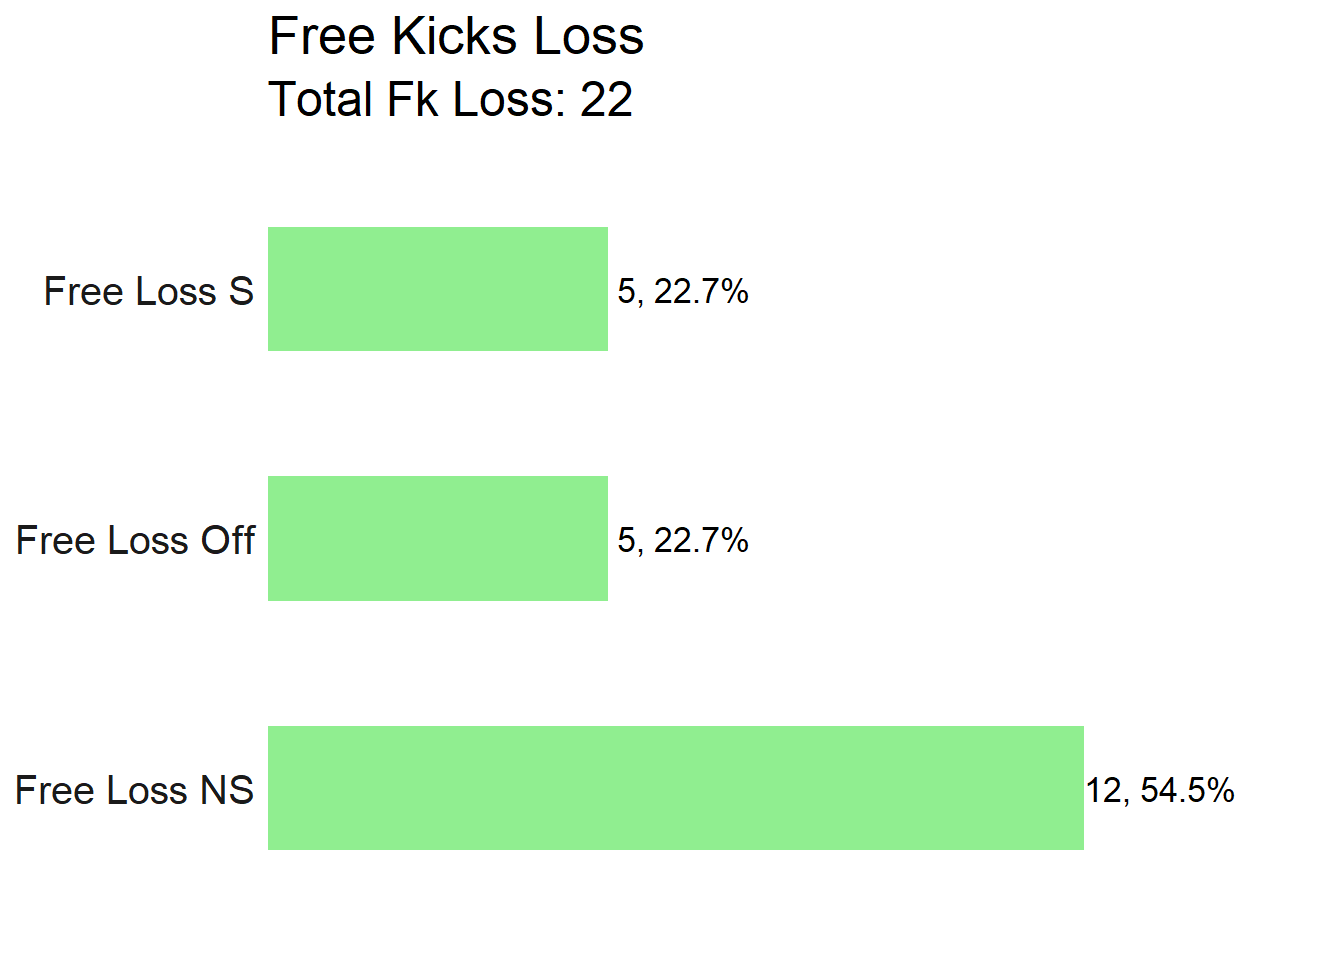 Free Kicks Loss
Total Fk Loss: 22
Free Loss S
5, 22.7%
Free Loss Off
5, 22.7%
Free Loss NS
12, 54.5%